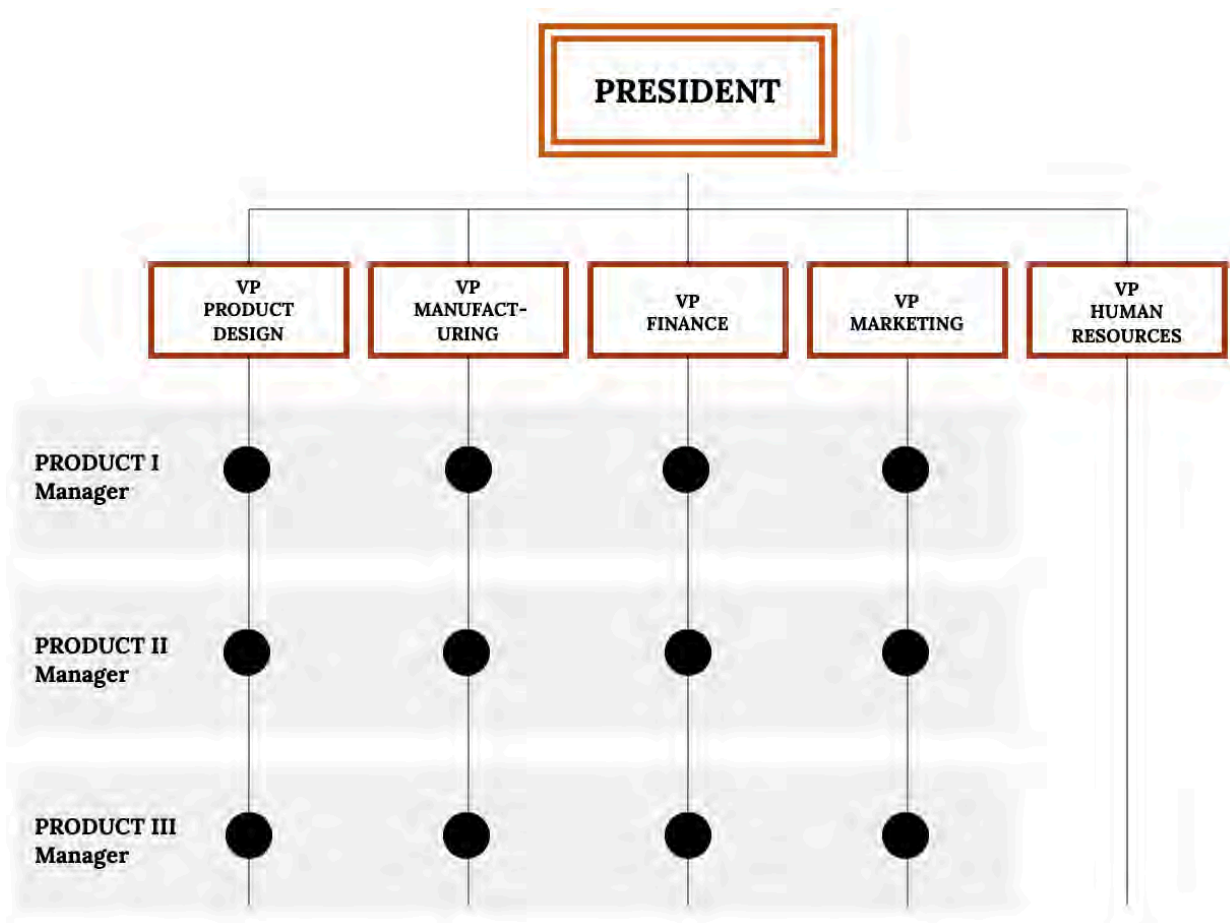 PRESIDENT
VP
PRODUCT
DESIGN
VP
MANUFACT-
URING
VP
FINANCE
VP
MARKETING
VP
HUMAN
RESOURCES
PRODUCT I
Manager
PRODUCT II
Manager
PRODUCT III
Manager